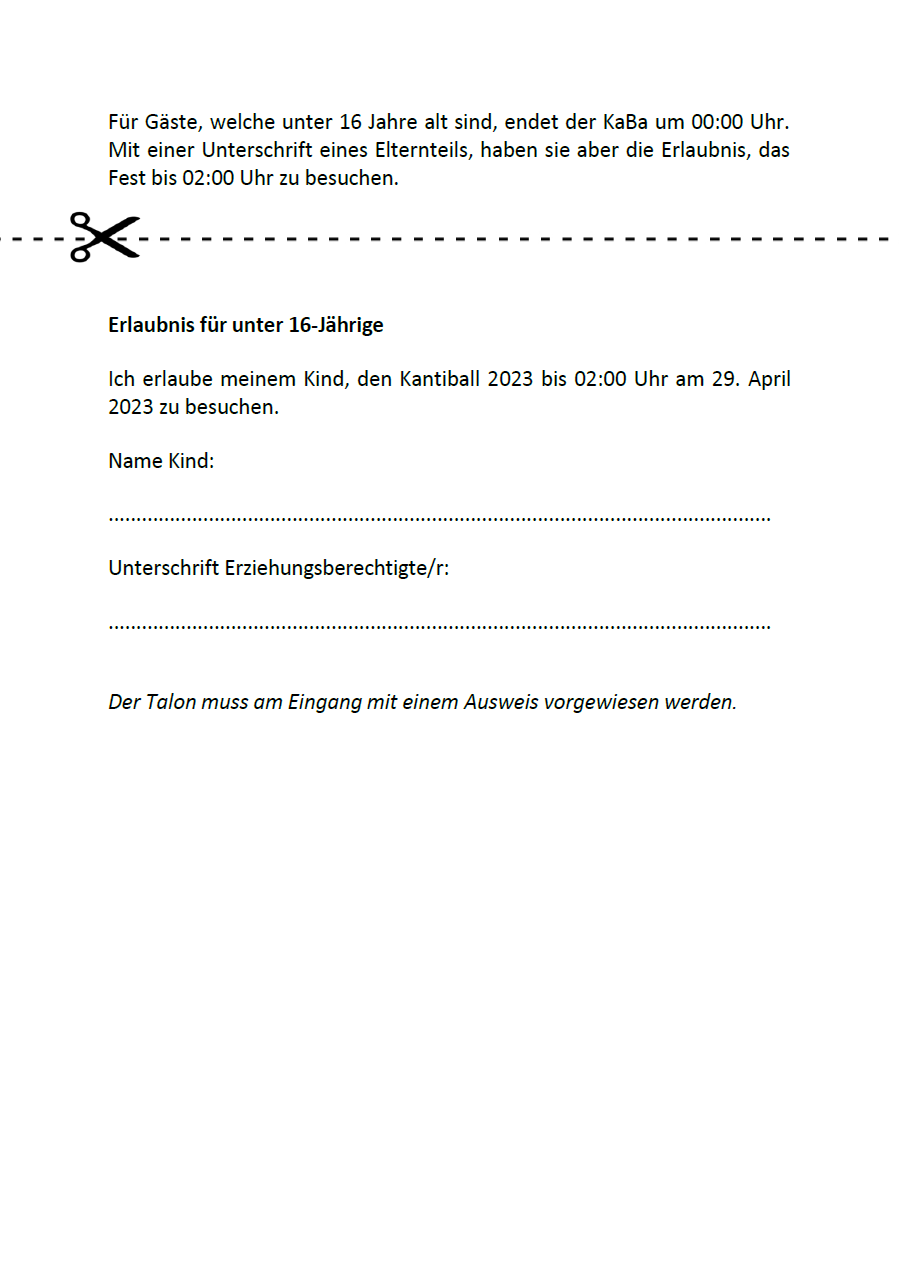 Für Gäste, welche unter 16 Jahre alt sind, endet der KaBa um 00:00 Uhr.
Mit einer Unterschrift eines Elternteils, haben sie aber die Erlaubnis, das
Fest bis 02:00 Uhr zu besuchen.
Erlaubnis für unter 16-Jährige
Ich erlaube meinem Kind, den Kantiball 2023 bis 02:00 Uhr am 29. April
2023 zu besuchen.
Name Kind:
.......................................................................................................................
Unterschrift Erziehungsberechtigte/r:
.......................................................................................................................
Der Talon muss am Eingang mit einem Ausweis vorgewiesen werden.